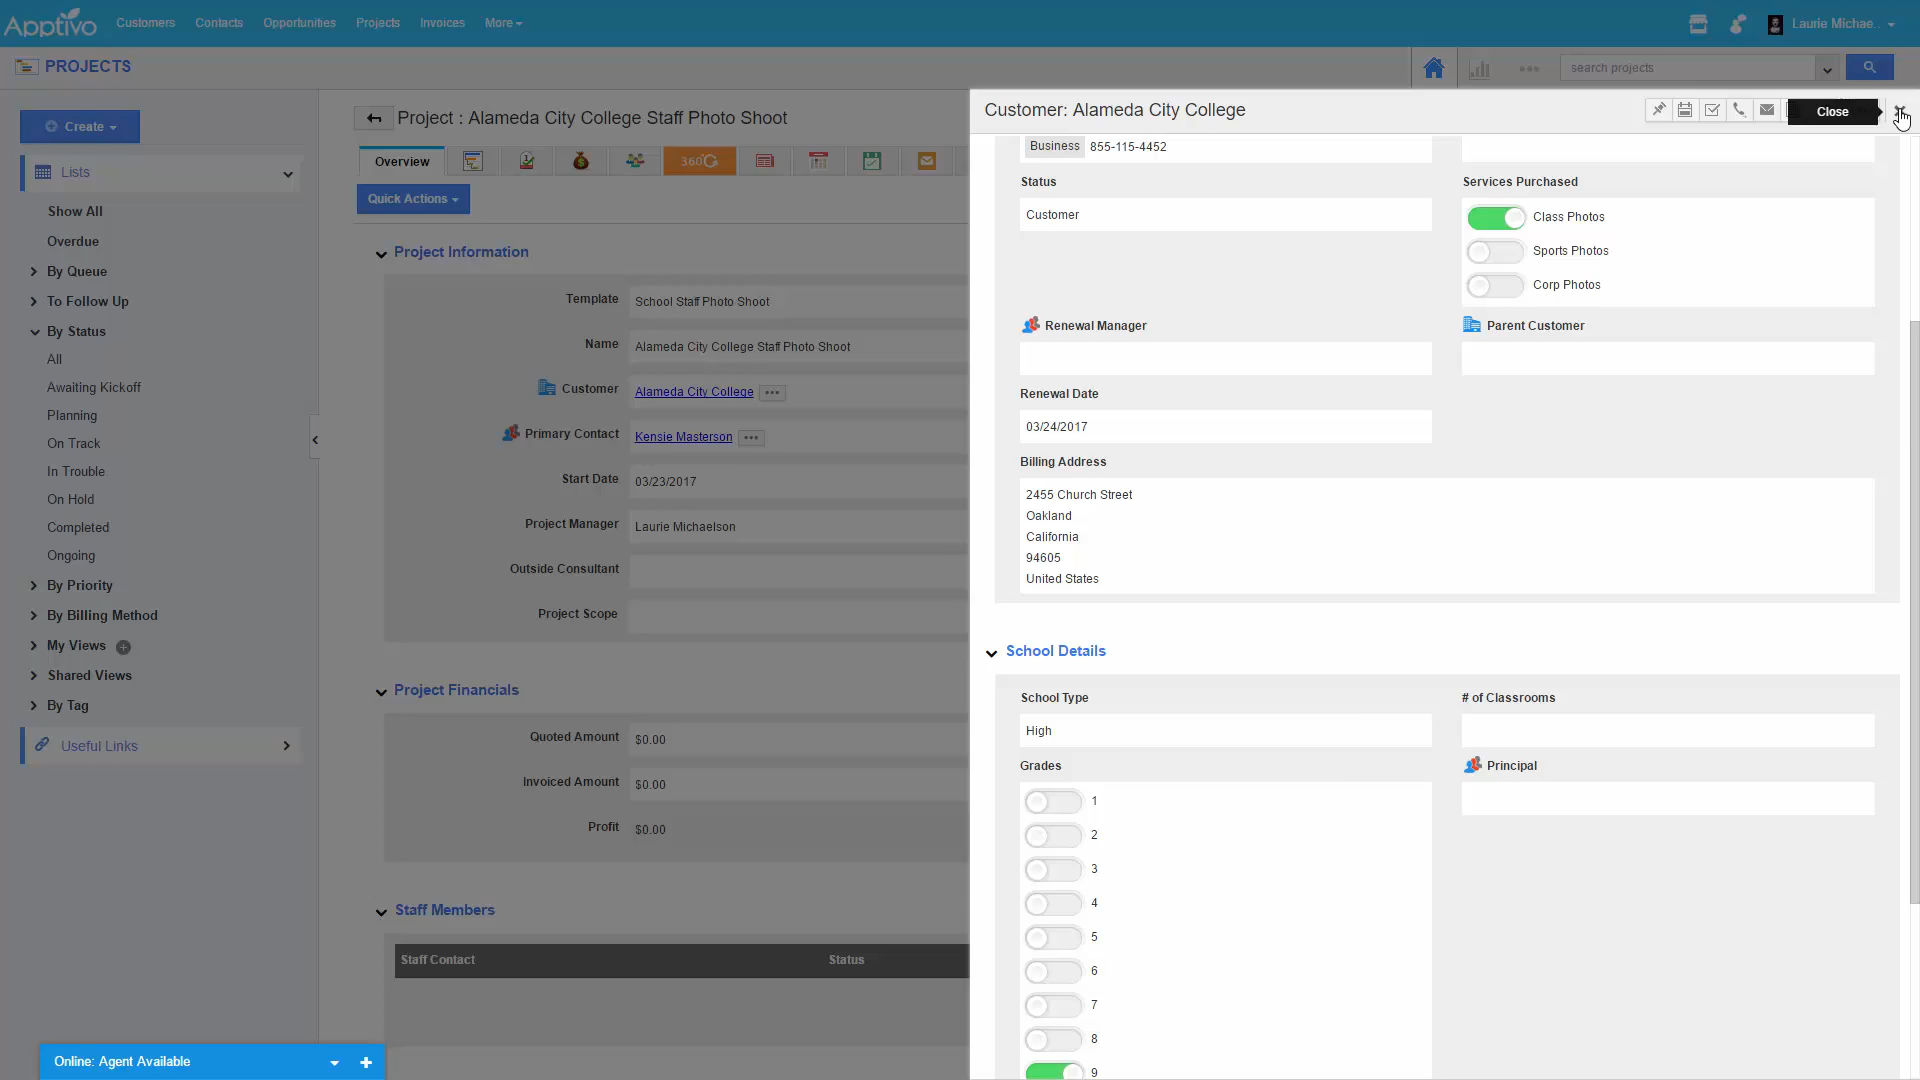 Apptivo Customers Contacts Opportunities Projects Invoices More Laurie Michae..
PROJECTS
search projects
Create
Lists
Show All
Overdue
By Queue
To Follow Up
By Status
All
Awaiting Kickoff
Planning
On Track
In Trouble
On Hold
Completed
Ongoing
By Priority
By Billing Method
My Views
Shared Views
By Tag
Useful Links
Online: Agent Available
Project : Alameda City College Staff Photo Shoot
Overview
360
Quick Actions
Project Information
Template School Staff Photo Shoot
Name Alameda City College Staff Photo Shoot
Customer Alameda City College
Primary Contact Kensie Masterson
Start Date 03/23/2017
Project Manager Laurie Michaelson
Outside Consultant
Project Scope
Project Financials
Quoted Amount $0.00
Invoiced Amount $0.00
Profit $0.00
Staff Members
Staff Contact Status
Customer: Alameda City College
Close
Business 855-115-4452
Status
Customer
Services Purchased
Class Photos
Sports Photos
Corp Photos
Renewal Manager
Parent Customer
Renewal Date
03/24/2017
Billing Address
2455 Church Street
Oakland
California
94605
United States
School Details
School Type
High
# of Classrooms
Grades
Principal
1
2
3
4
5
6
7
8
9